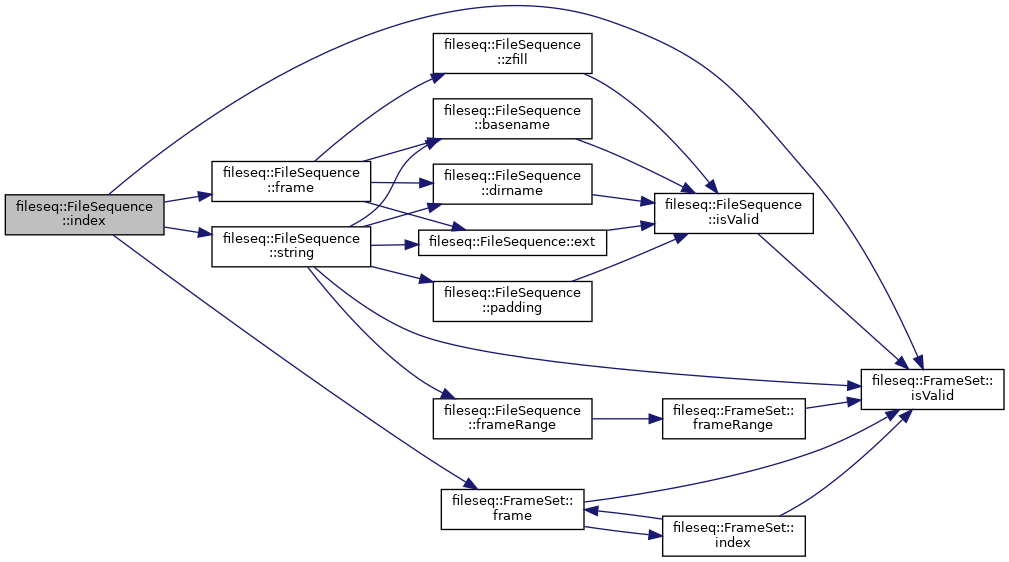 fileseq::FileSequence
::index
fileseq::FileSequence
::frame
fileseq::FileSequence
::string
fileseq::FileSequence
::zfill
fileseq::FileSequence
::basename
fileseq::FileSequence
::dirname
fileseq::FileSequence::ext
fileseq::FileSequence
::padding
fileseq::FileSequence
::frameRange
fileseq::FrameSet::
frame
fileseq::FileSequence
::isValid
fileseq::FrameSet::
frameRange
fileseq::FrameSet::
index
fileseq::FrameSet::
isValid